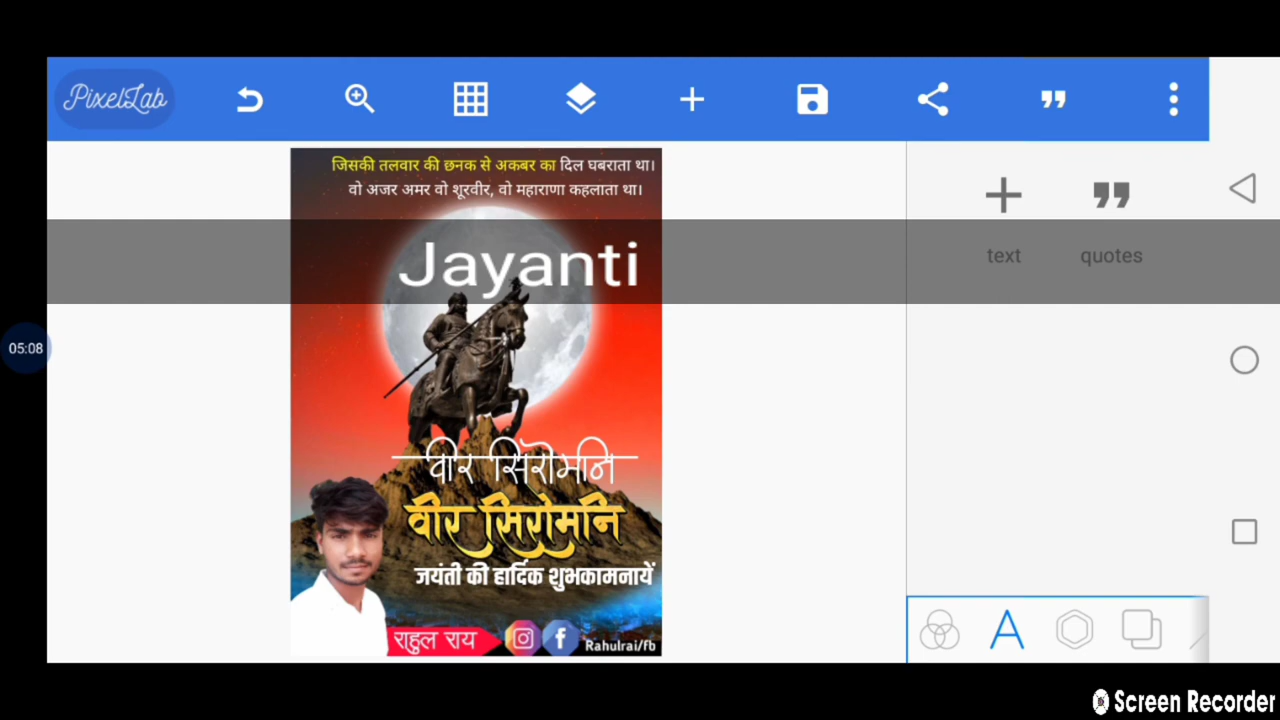 PixelLab
जिसकी तलवार की छनक से अकबर का दिल घबराता था।
वो अजर अमर वो शूरवीर, वो महाराणा कहलाता था।
Jayanti
text
quotes
05:08
वीर सिरोमनि
वीर सिरोमनि
जयंती की हार्दिक शुभकामनायें
राहुल राय
Rahulrai/fb
Screen Recorder